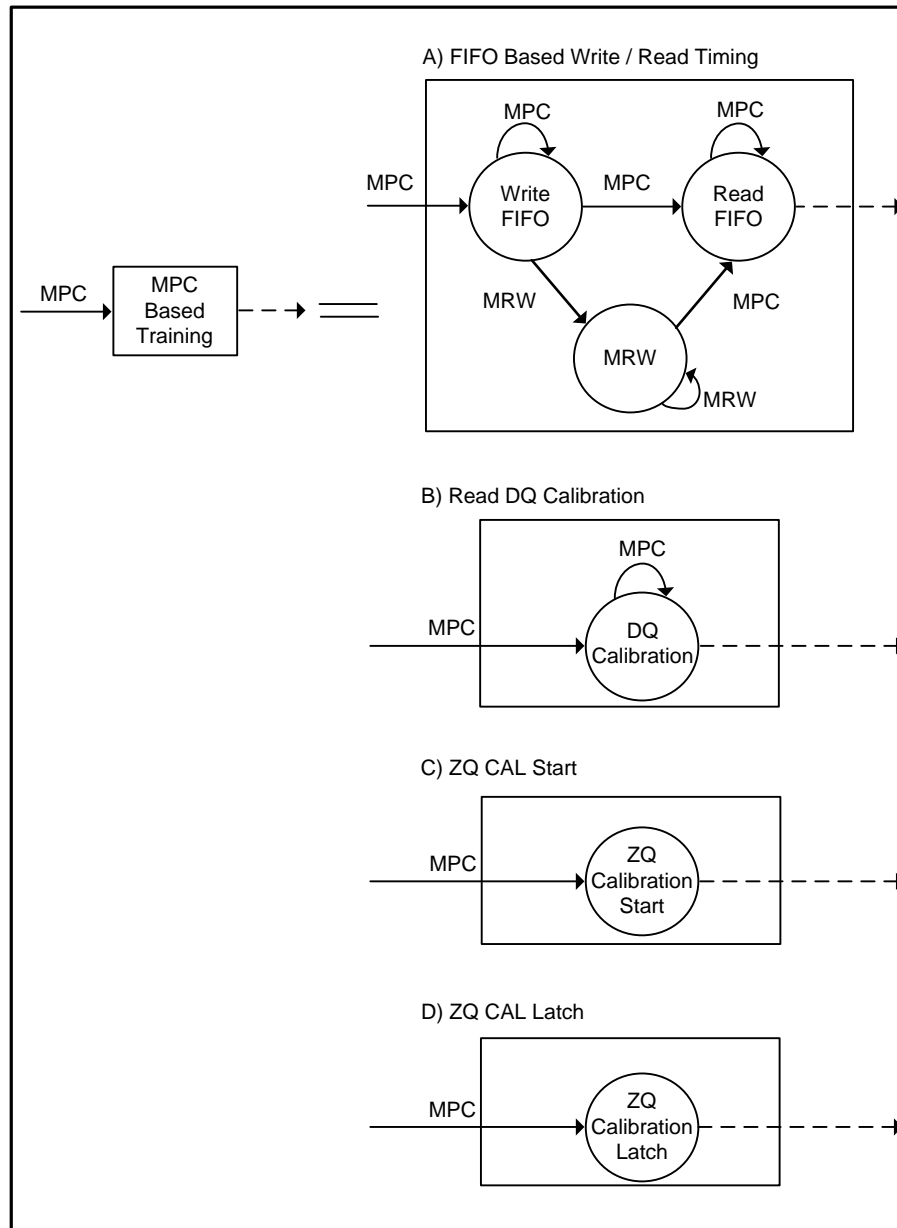 A) FIFO Based Write / Read Timing
MPC
MPC
MPC
Write
FIFO
MPC
Read
FIFO
MPC
MPC
Based
Training
MRW
MPC
MRW
MRW
B) Read DQ Calibration
MPC
MPC
DQ
Calibration
C) ZQ CAL Start
MPC
ZQ
Calibration
Start
D) ZQ CAL Latch
MPC
ZQ
Calibration
Latch